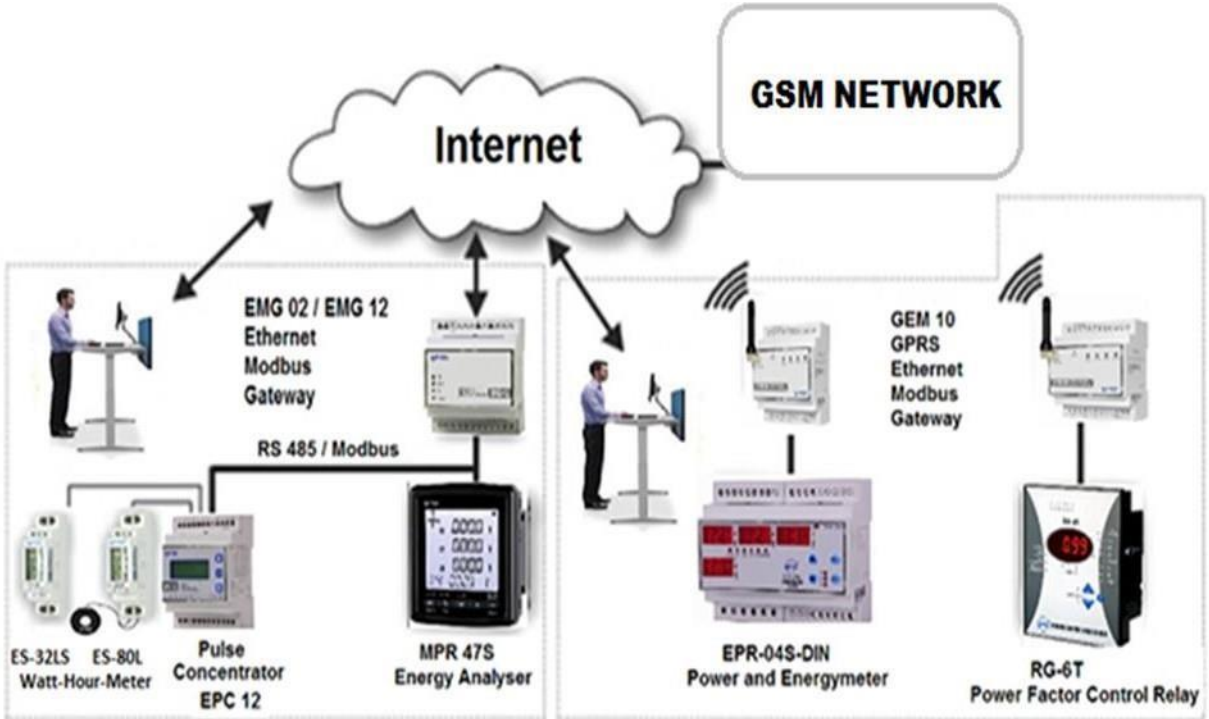 GSM NETWORK
Internet
EMG 02 / EMG 12
Ethernet
Modbus
Gateway
GEM 10
GPRS
Ethernet
Modbus
Gateway
RS 485 / Modbus
ES-32LS ES-80L
Watt-Hour-Meter
Pulse
Concentrator
EPC 12
MPR 47S
Energy Analyser
EPR-04S-DIN
Power and Energymeter
RG-6T
Power Factor Control Relay